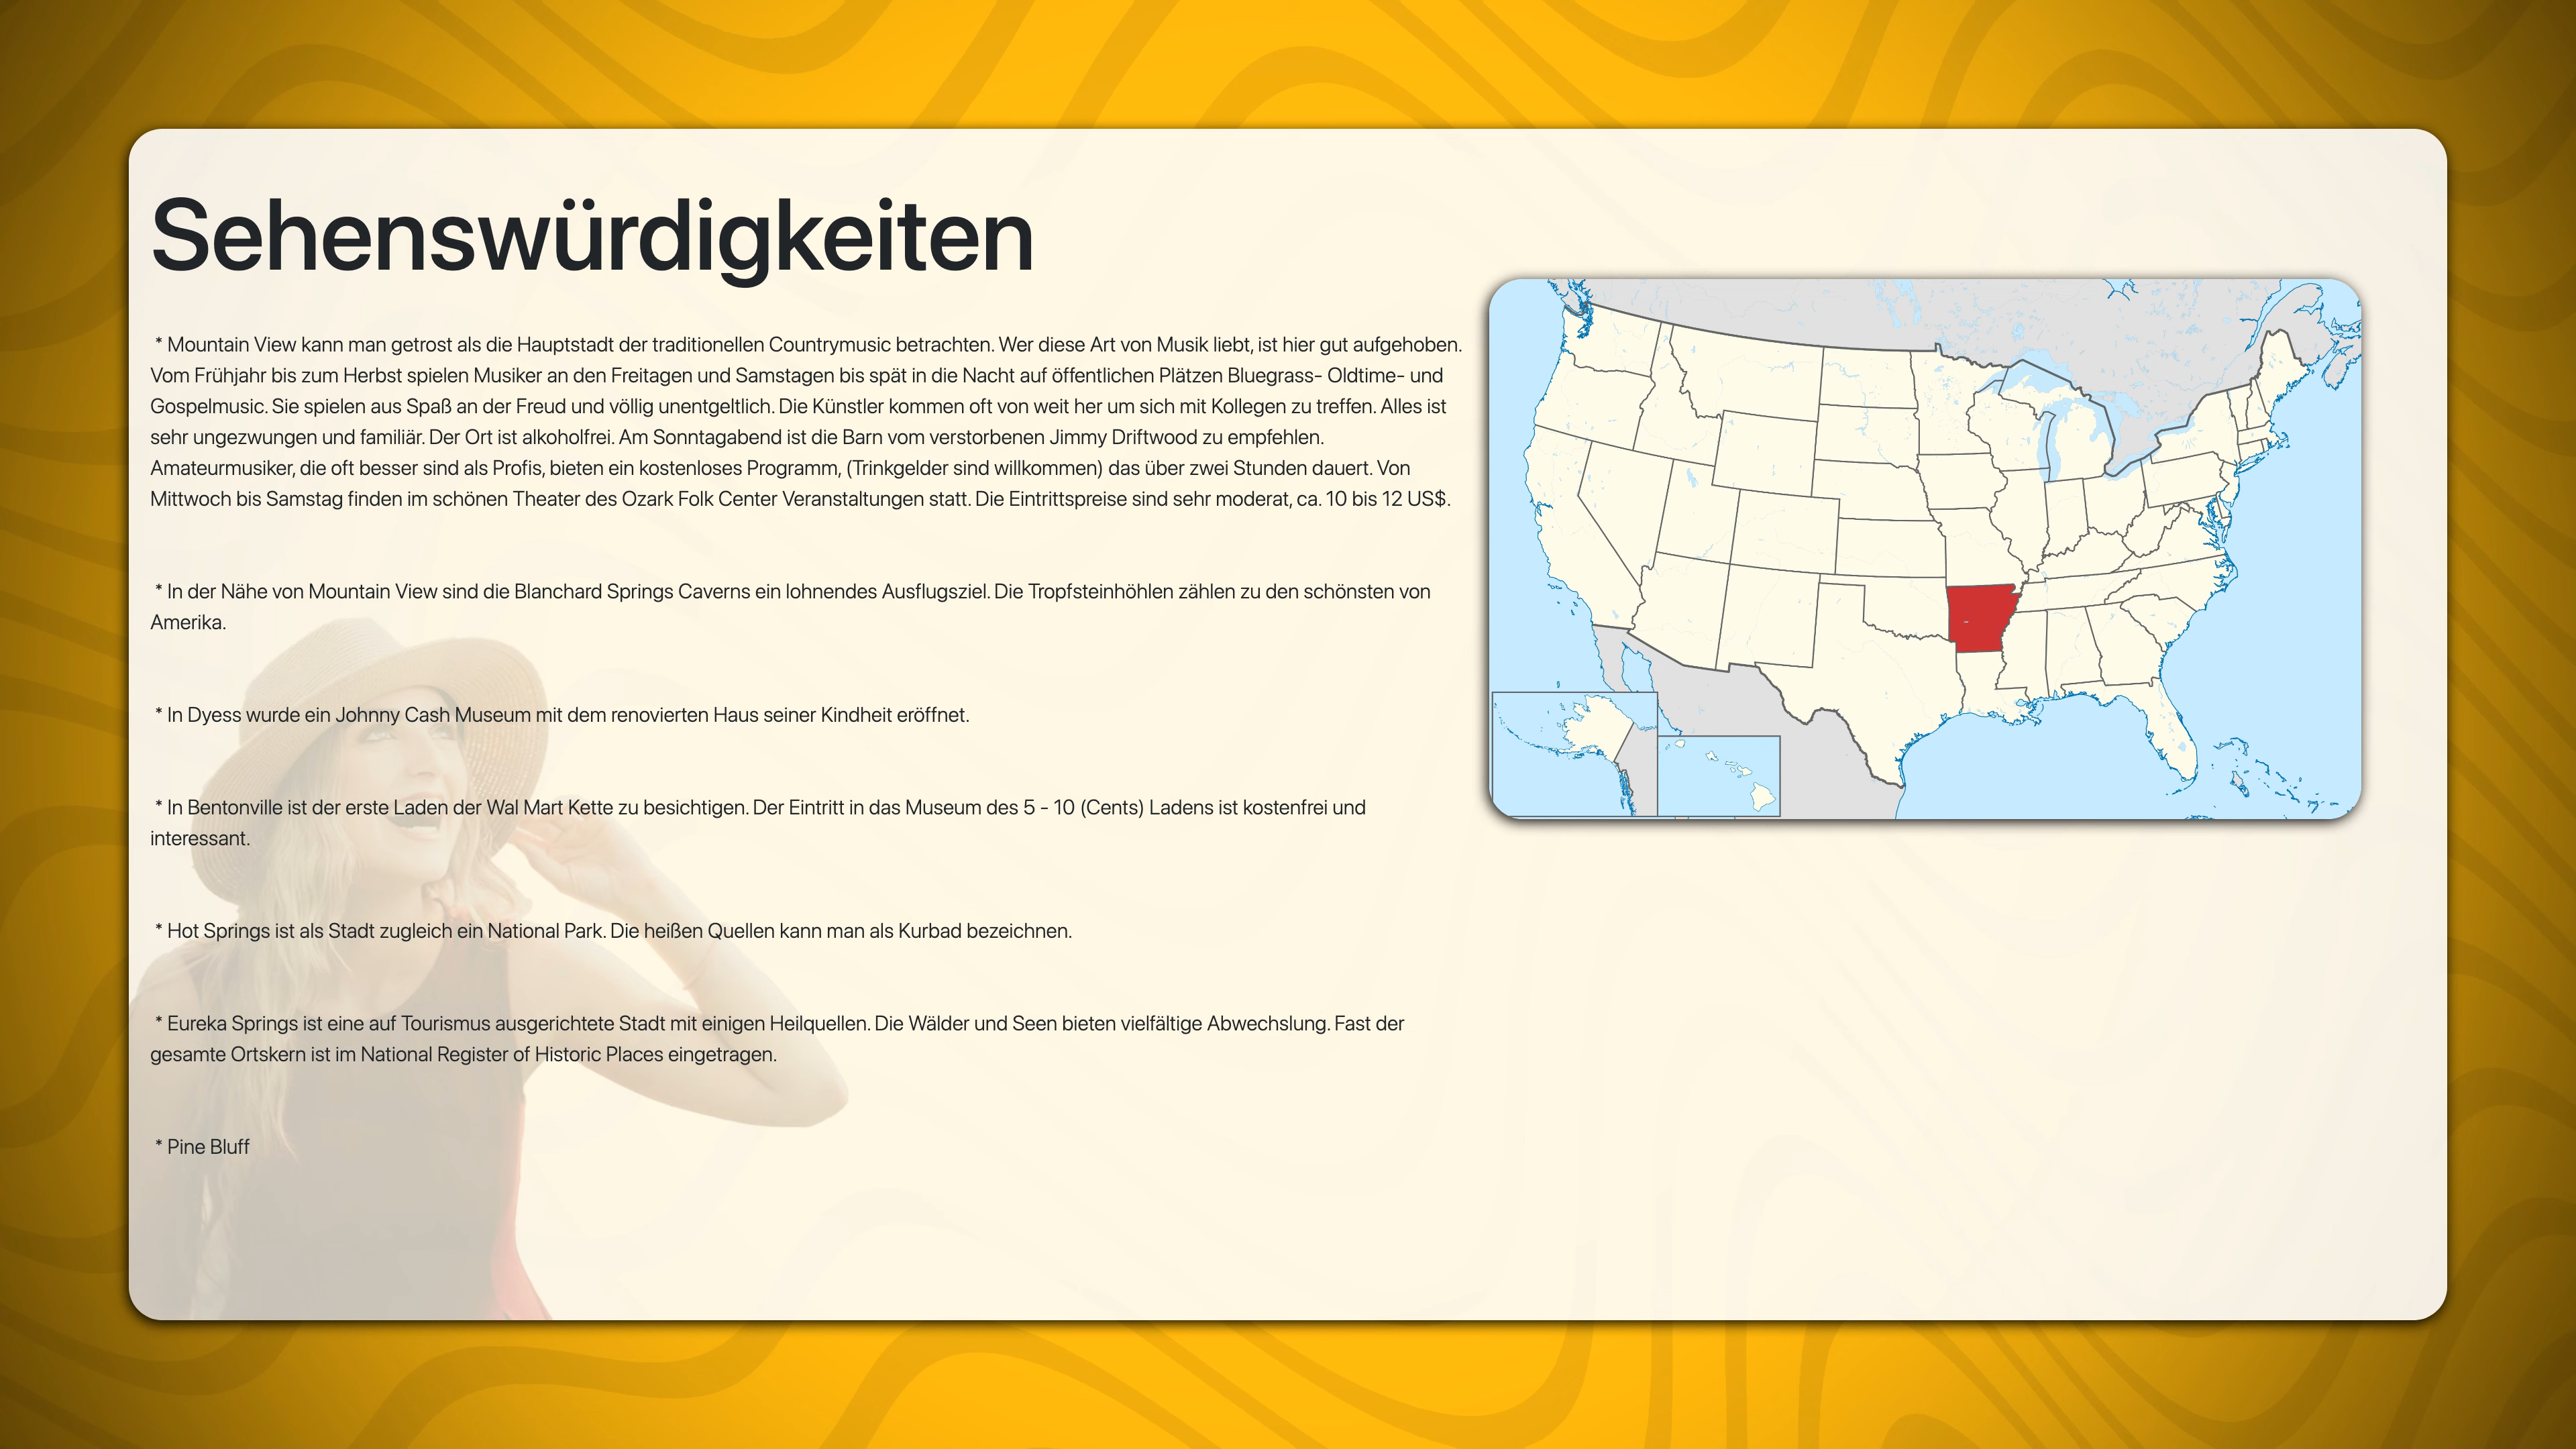 Sehenswürdigkeiten
* Mountain View kann man getrost als die Hauptstadt der traditionellen Countrymusic betrachten. Wer diese Art von Musik liebt, ist hier gut aufgehoben.
Vom Frühjahr bis zum Herbst spielen Musiker an den Freitagen und Samstagen bis spät in die Nacht auf öffentlichen Plätzen Bluegrass- Oldtime- und
Gospelmusic. Sie spielen aus Spaß an der Freud und völlig unentgeltlich. Die Künstler kommen oft von weit her um sich mit Kollegen zu treffen. Alles ist
sehr ungezwungen und familiär. Der Ort ist alkoholfrei. Am Sonntagabend ist die Barn vom verstorbenen Jimmy Driftwood zu empfehlen.
Amateurmusiker, die oft besser sind als Profis, bieten ein kostenloses Programm, (Trinkgelder sind willkommen) das über zwei Stunden dauert. Von
Mittwoch bis Samstag finden im schönen Theater des Ozark Folk Center Veranstaltungen statt. Die Eintrittspreise sind sehr moderat, ca. 10 bis 12 US$.
* In der Nähe von Mountain View sind die Blanchard Springs Caverns ein lohnendes Ausflugsziel. Die Tropfsteinhöhlen zählen zu den schönsten von
Amerika.
* In Dyess wurde ein Johnny Cash Museum mit dem renovierten Haus seiner Kindheit eröffnet.
* In Bentonville ist der erste Laden der Wal Mart Kette zu besichtigen. Der Eintritt in das Museum des 5 - 10 (Cents) Ladens ist kostenfrei und
interessant.
* Hot Springs ist als Stadt zugleich ein National Park. Die heißen Quellen kann man als Kurbad bezeichnen.
* Eureka Springs ist eine auf Tourismus ausgerichtete Stadt mit einigen Heilquellen. Die Wälder und Seen bieten vielfältige Abwechslung. Fast der
gesamte Ortskern ist im National Register of Historic Places eingetragen.
* Pine Bluff